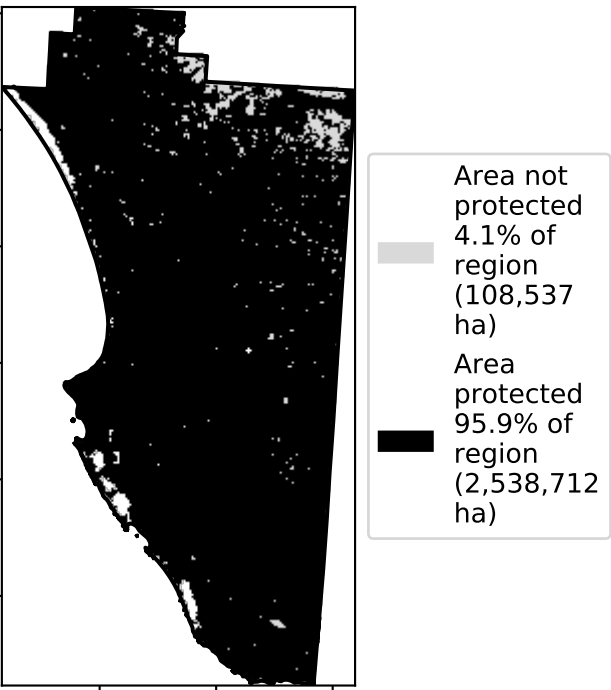 Area not
protected
4.1% of
region
(108,537
ha)
Area
protected
95.9% of
region
(2,538,712
ha)